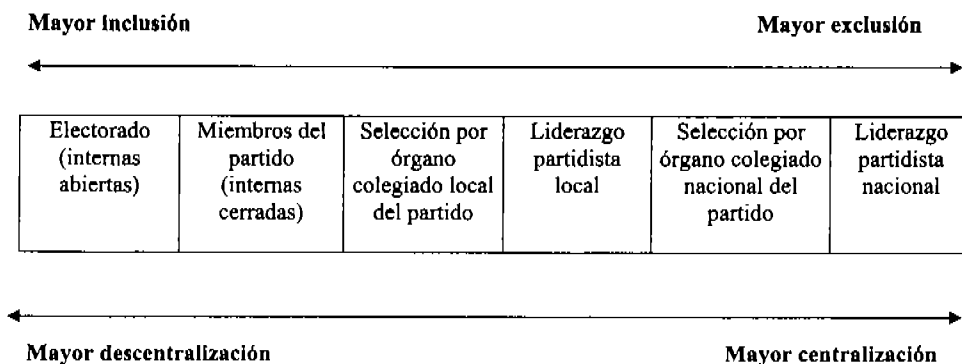 Mayor inclusión
Mayor exclusión
Electorado
(internas
abiertas)
Miembros del
partido
(internas
cerradas)
Selección por
órgano
colegiado local
del partido
Liderazgo
partidista
local
Selección por
órgano colegiado
nacional del
partido
Liderazgo
partidista
nacional
Mayor descentralización
Mayor centralización